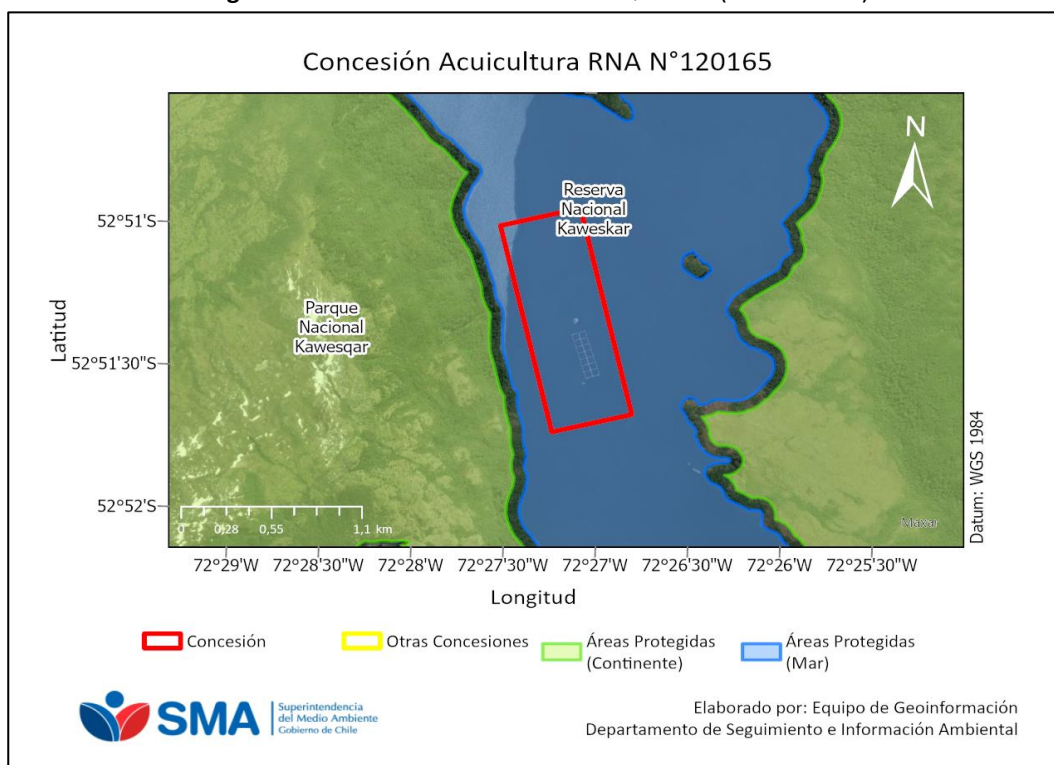 Concesión Acuicultura RNA N°120165
N
Reserva
Nacional
Kaweskar
Parque
Nacional
Kawesqar
52°51'S
52°51'30"S
52°52'S
Latitud
Datum: WGS 1984
Maxar
0 0,28 0,55 1,1 km
72°29'W 72°28'30"W 72°28'W 72°27'30"W 72°27'W 72°26'30"W 72°26'W 72°25'30"W
Longitud
Concesión
Otras Concesiones
Áreas Protegidas
(Continente)
Áreas Protegidas
(Mar)
SMA
Superintendencia
del Medio Ambiente
Gobierno de Chile
Elaborado por: Equipo de Geoinformación
Departamento de Seguimiento e Información Ambiental